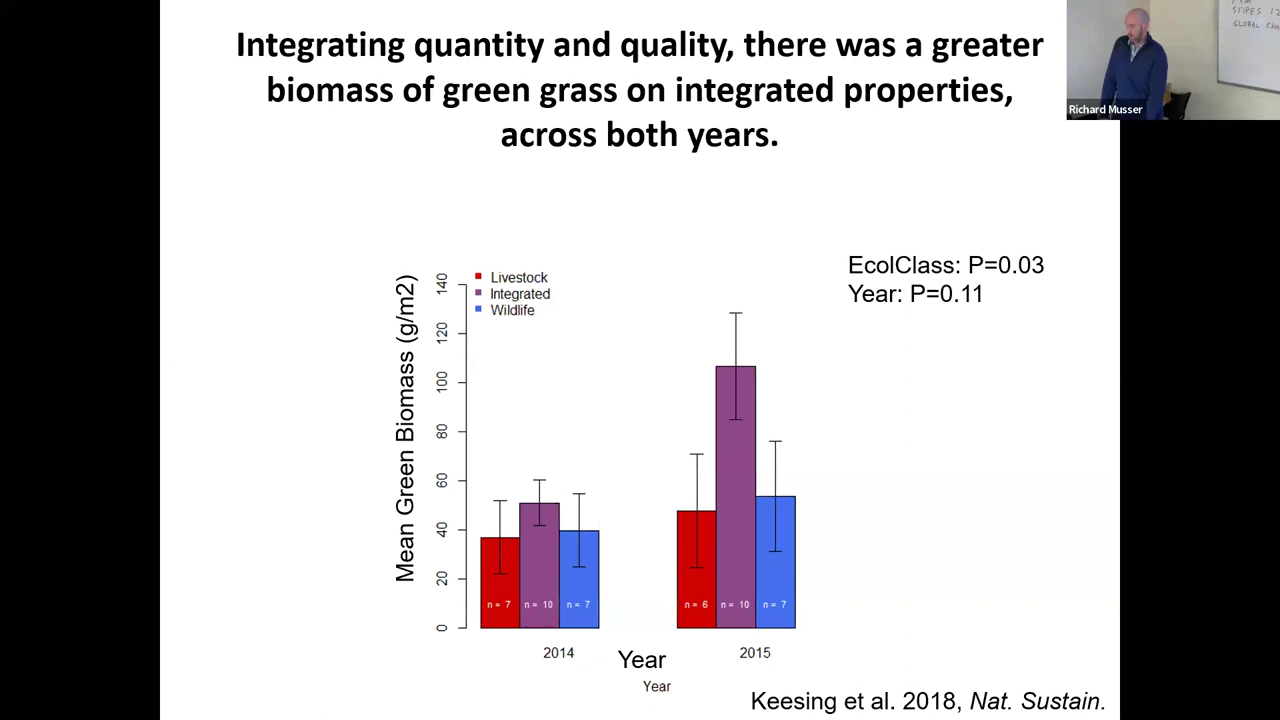 Integrating quantity and quality, there was a greater
biomass of green grass on integrated properties,
across both years.
STIPES
GLOBAL
Richard Musser
EcolClass: P=0.03
Year: P=0.11
Livestock
Integrated
Wildlife
Mean Green Biomass (g/m2)
140
120
100
80
60
40
20
0
n = 7
n = 10
n = 7
n = 6
n = 10
n = 7
2014
2015
Year
Year
Keesing et al. 2018, Nat. Sustain.